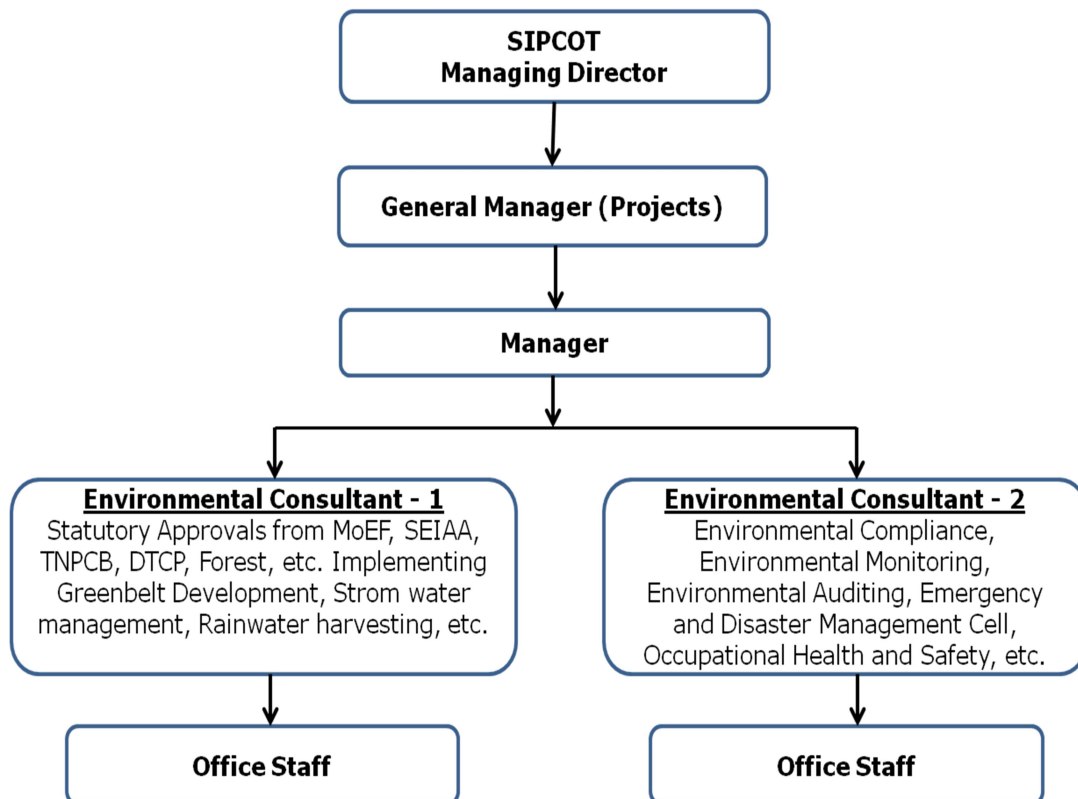 SIPCOT
Managing Director
General Manager (Projects)
Manager
Environmental Consultant - 1
Statutory Approvals from MoEF, SEIAA,
TNPCB, DTCP, Forest, etc. Implementing
Greenbelt Development, Strom water
management, Rainwater harvesting, etc.
Environmental Consultant - 2
Environmental Compliance,
Environmental Monitoring,
Environmental Auditing, Emergency
and Disaster Management Cell,
Occupational Health and Safety, etc.
Office Staff
Office Staff